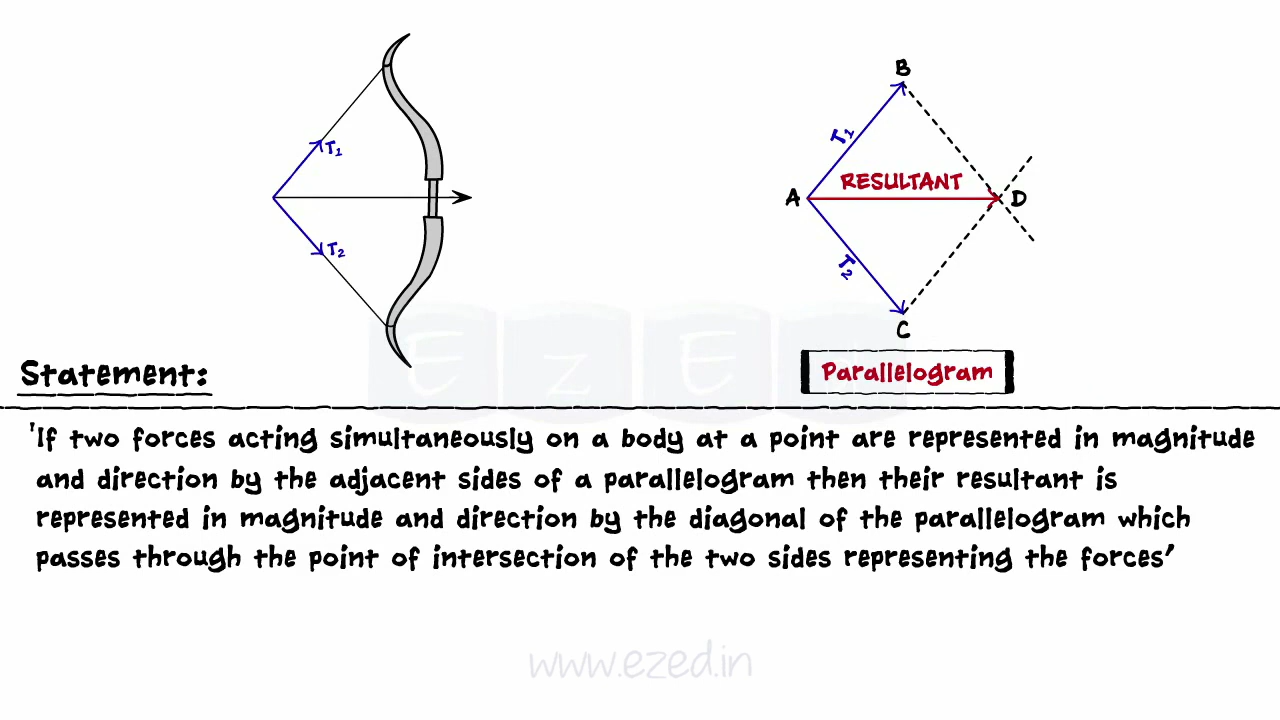 T1
T2
B
T1
RESULTANT
A
D
T2
C
EzEd
Parallelogram
Statement:
'If two forces acting simultaneously on a body at a point are represented in magnitude
and direction by the adjacent sides of a parallelogram then their resultant is
represented in magnitude and direction by the diagonal of the parallelogram which
passes through the point of intersection of the two sides representing the forces'
www.ezed.in